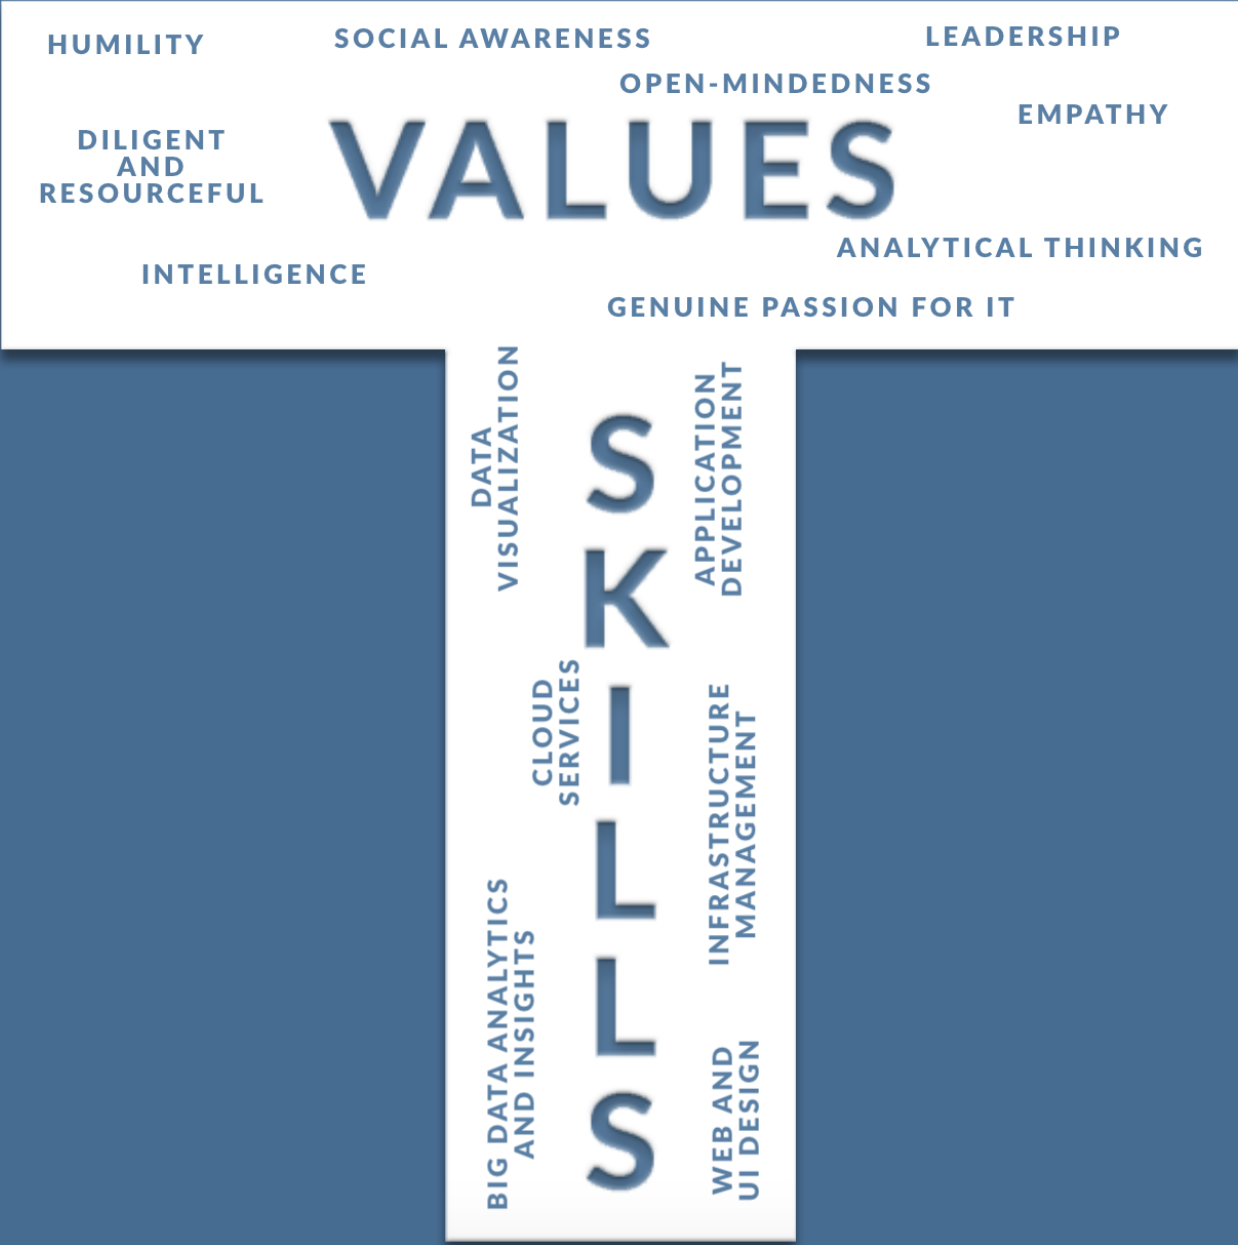 HUMILITY
SOCIAL AWARENESS
LEADERSHIP
OPEN-MINDEDNESS
EMPATHY
DILIGENT
AND
RESOURCEFUL
VALUES
ANALYTICAL THINKING
INTELLIGENCE
GENUINE PASSION FOR IT
DATA
VISUALIZATION
APPLICATION
DEVELOPMENT
SKILLS
CLOUD
SERVICES
INFRASTRUCTURE
MANAGEMENT
BIG DATA ANALYTICS
AND INSIGHTS
WEB AND
UI DESIGN